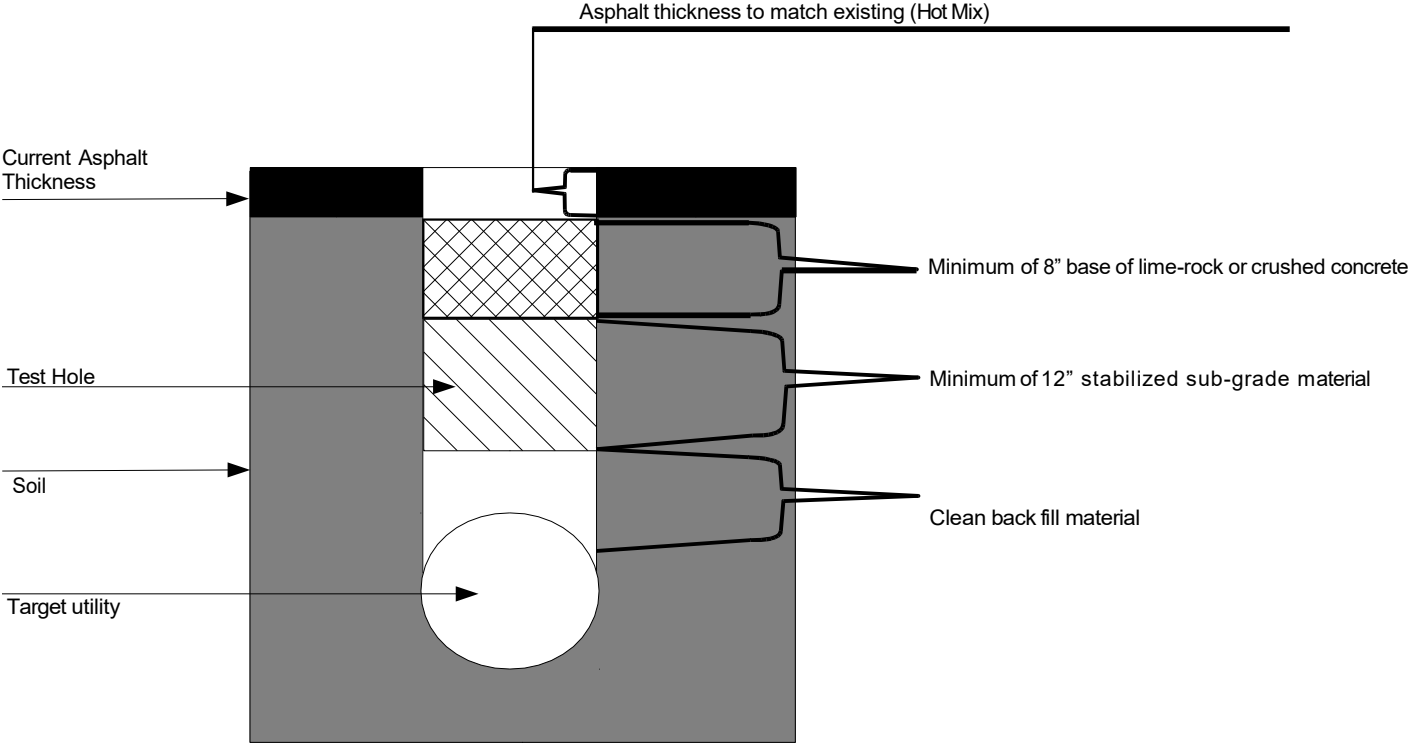 Asphalt thickness to match existing (Hot Mix)
Current Asphalt
Thickness
Minimum of 8” base of lime-rock or crushed concrete
Test Hole
Minimum of 12” stabilized sub-grade material
Soil
Clean back fill material
Target utility